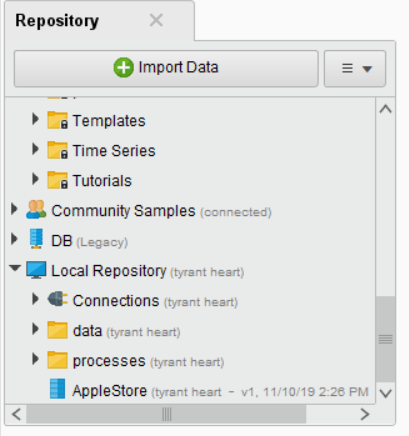 Repository
Import Data
Templates
Time Series
Tutorials
Community Samples (connected)
DB (Legacy)
Local Repository (tyrant heart)
Connections (tyrant heart)
data (tyrant heart)
processes (tyrant heart)
AppleStore (tyrant heart - v1, 11/10/19 2:26 PM